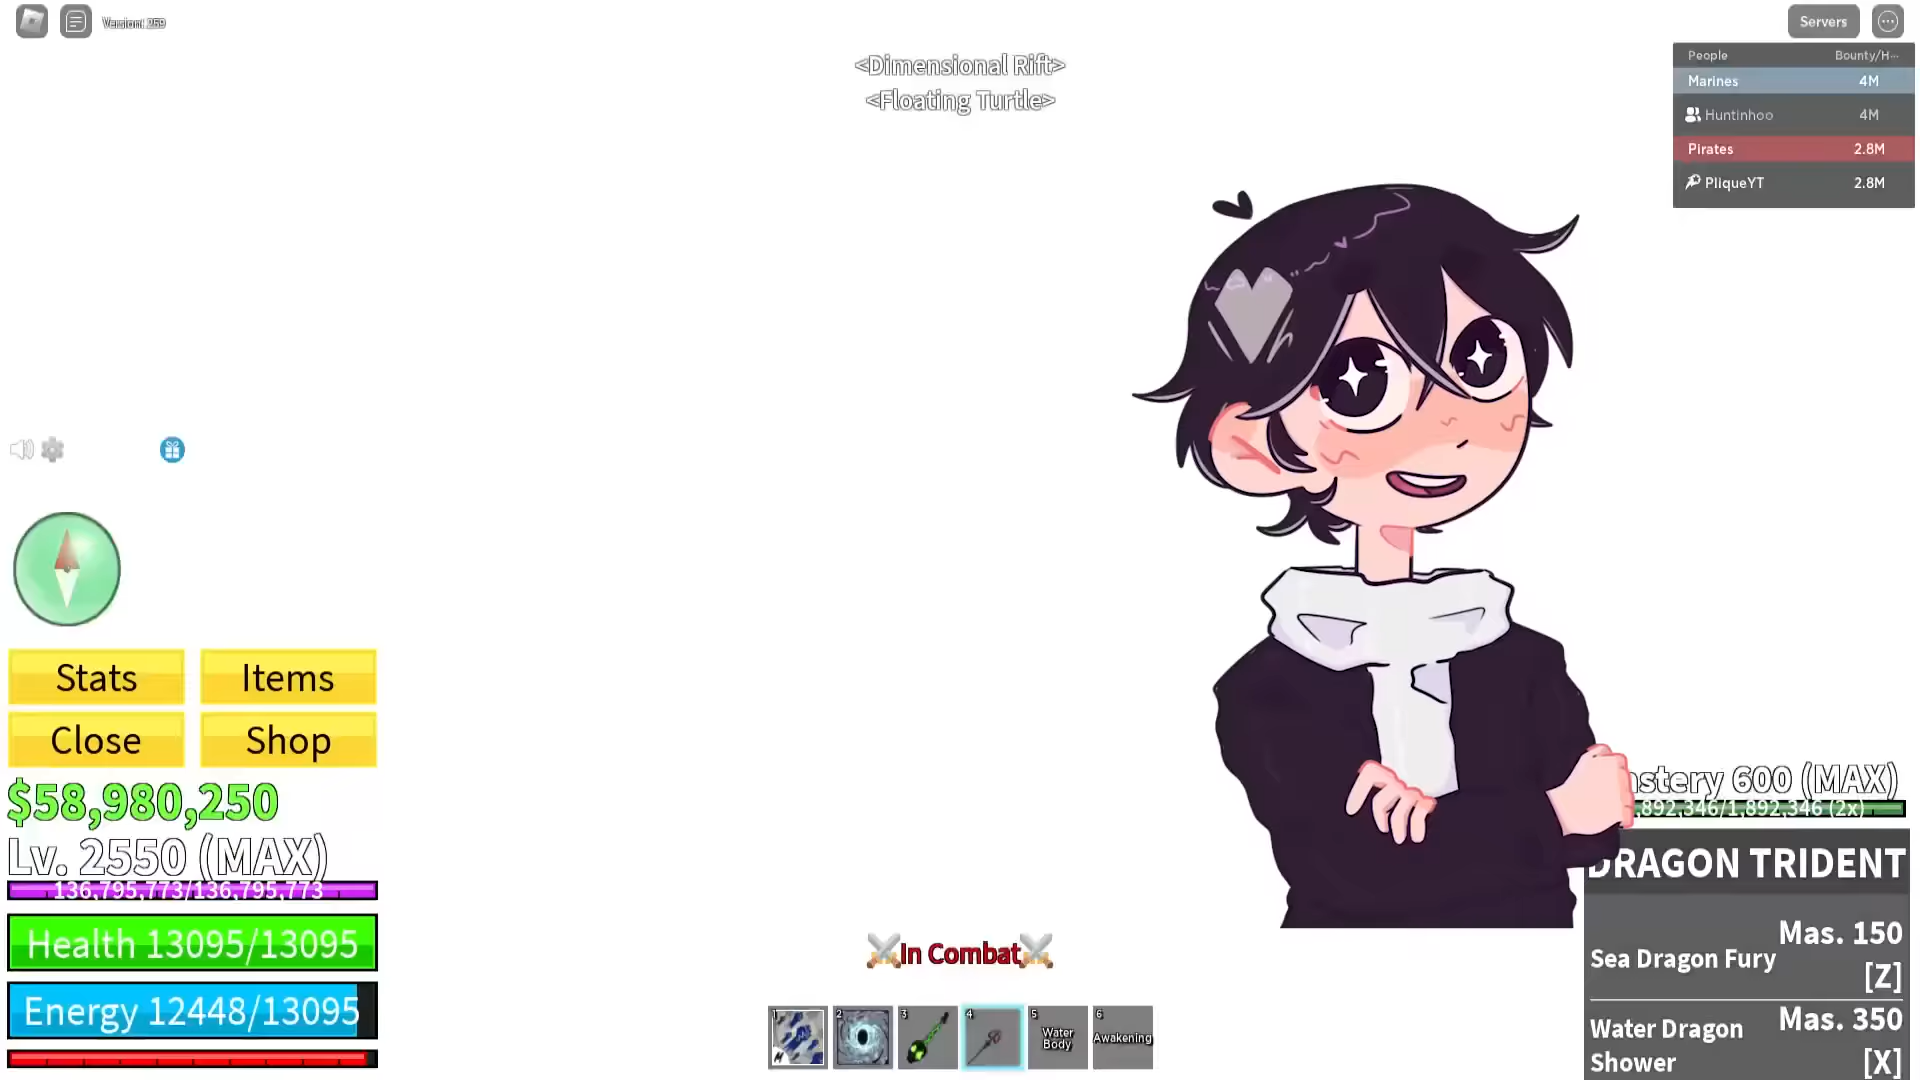 Version: 259
Servers
<Dimensional Rift>
<Floating Turtle>
People Bounty/H...
Marines 4M
Huntinhoo 4M
Pirates 2.8M
PliqueYT 2.8M
Stats Items
Close Shop
$58,980,250
Lv. 2550 (MAX)
136,795,773/136,795,773
Health 13095/13095
Energy 12448/13095
In Combat
1 2 3 4 5 6
Water
Body
Awakening
stery 600 (MAX)
892,346/1,892,346 (2x)
DRAGON TRIDENT
Mas. 150
Sea Dragon Fury
[Z]
Mas. 350
Water Dragon
Shower
[X]